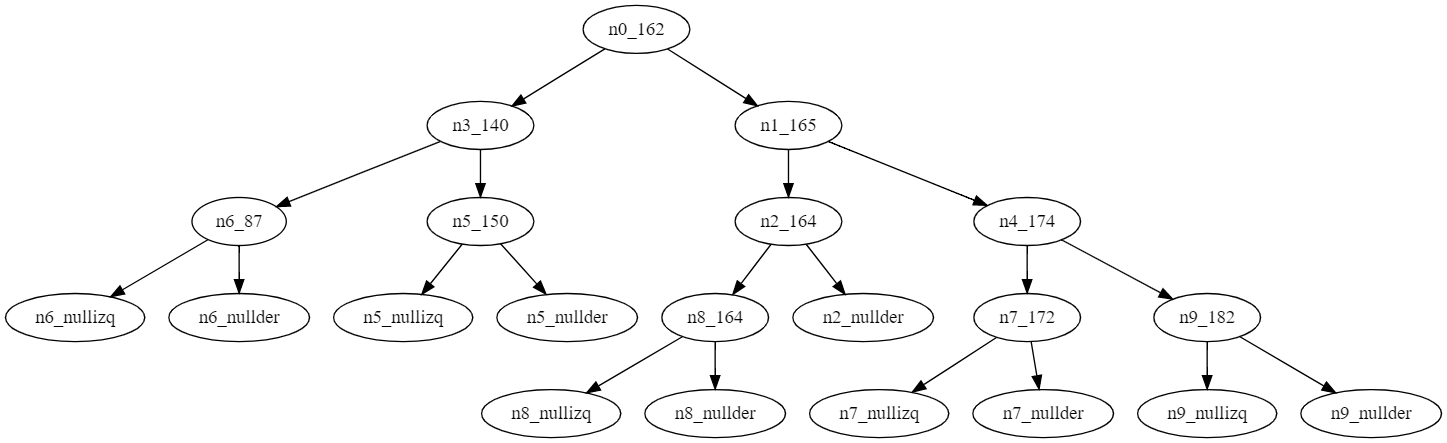 n0_162
n3_140
n1_165
n6_87
n5_150
n2_164
n4_174
n6_nullizq
n6_nullder
n5_nullizq
n5_nullder
n8_164
n2_nullder
n7_172
n9_182
n8_nullizq
n8_nullder
n7_nullizq
n7_nullder
n9_nullizq
n9_nullder